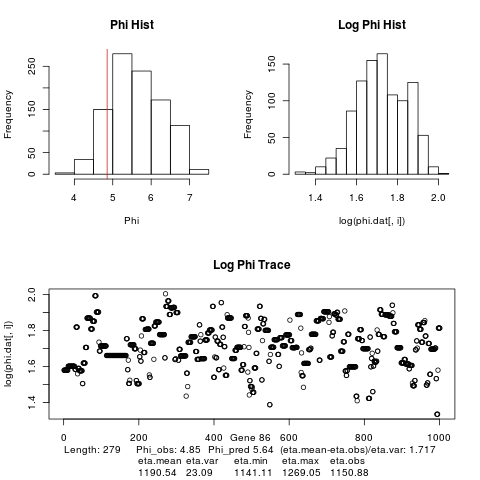 Phi Hist
Log Phi Hist
Frequency
0
50
150
250
4
5
6
7
Phi
Frequency
0
50
100
150
1.4
1.6
1.8
2.0
log(phi.dat[, i])
Log Phi Trace
log(phi.dat[, i])
1.4
1.6
1.8
2.0
0
200
400
600
800
1000
Gene 86
Length: 279 Phi_obs: 4.85 Phi_pred 5.64 (eta.mean-eta.obs)/eta.var: 1.717
eta.mean eta.var eta.min eta.max eta.obs
1190.54 23.09 1141.11 1269.05 1150.88